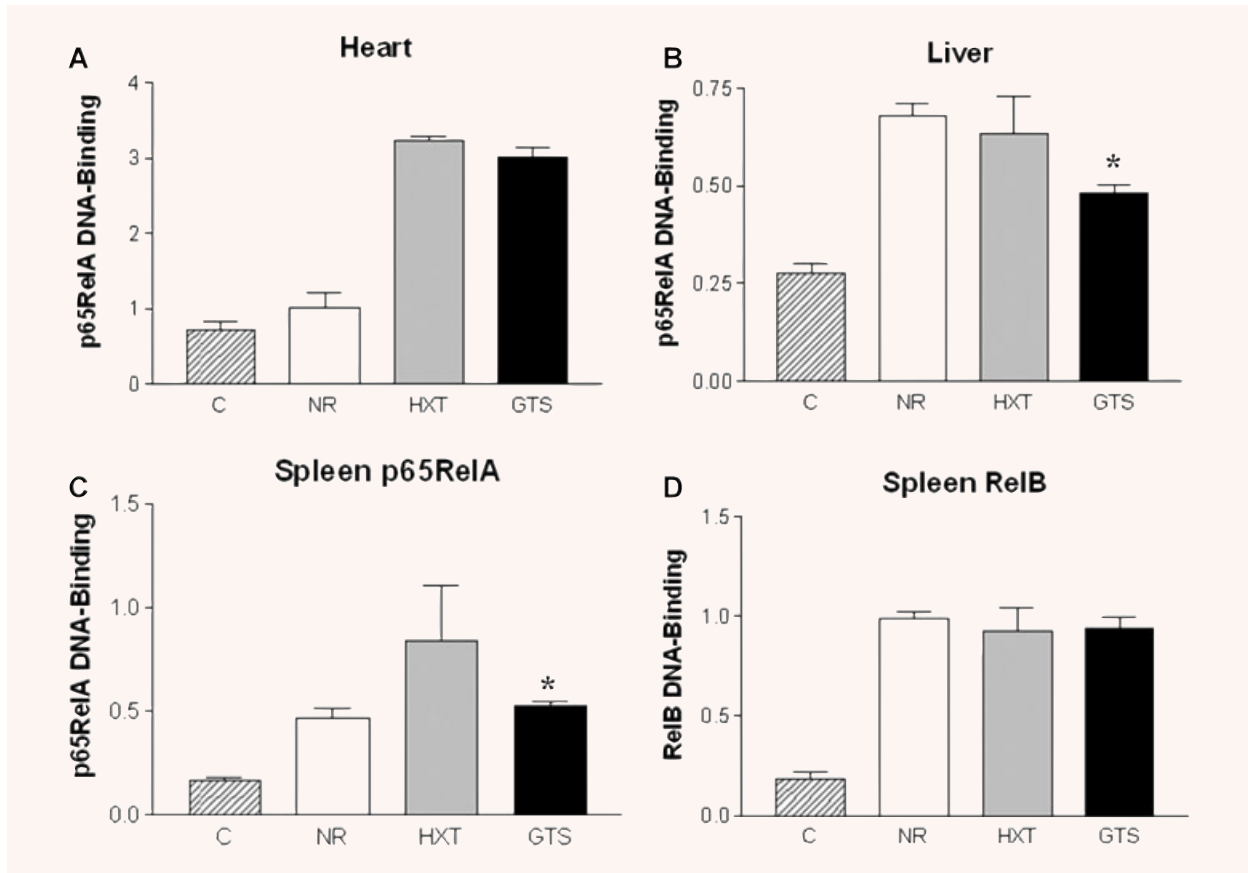 A
Heart
p65RelA DNA-Binding
4
3
2
1
0
C NR HXT GTS
B
Liver
p65RelA DNA-Binding
0.75
0.50
0.25
0.00
*
C NR HXT GTS
C
Spleen p65RelA
p65RelA DNA-Binding
1.5
1.0
0.5
0.0
*
C NR HXT GTS
D
Spleen RelB
RelB DNA-Binding
1.5
1.0
0.5
0.0
C NR HXT GTS